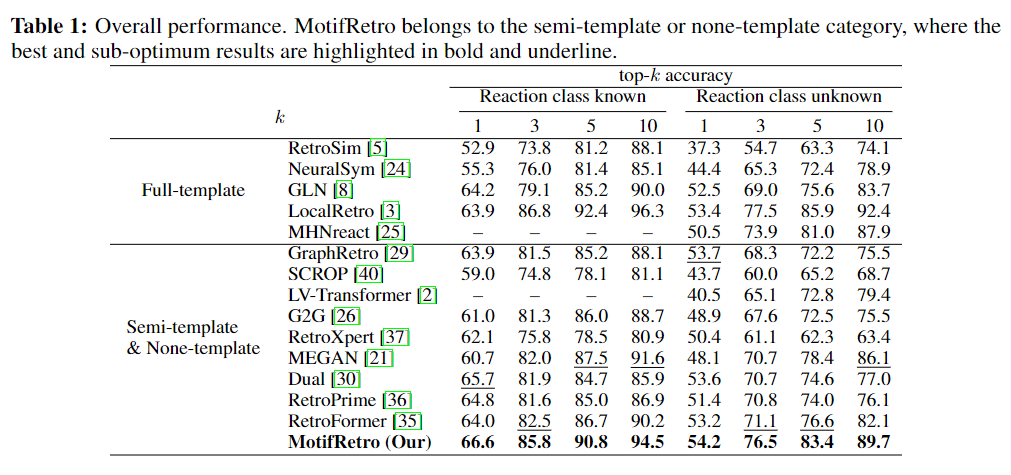 Table 1: Overall performance. MotifRetro belongs to the semi-template or none-template category, where the
best and sub-optimum results are highlighted in bold and underline.
top-k accuracy
k Reaction class known Reaction class unknown
1 3 5 10 1 3 5 10
Full-template
RetroSim [5] 52.9 73.8 81.2 88.1 37.3 54.7 63.3 74.1
NeuralSym [24] 55.3 76.0 81.4 85.1 44.4 65.3 72.4 78.9
GLN [8] 64.2 79.1 85.2 90.0 52.5 69.0 75.6 83.7
LocalRetro [3] 63.9 86.8 92.4 96.3 53.4 77.5 85.9 92.4
MHNreact [25] – – – – 50.5 73.9 81.0 87.9
Semi-template
& None-template
GraphRetro [29] 63.9 81.5 85.2 88.1 53.7 68.3 72.2 75.5
SCROP [40] 59.0 74.8 78.1 81.1 43.7 60.0 65.2 68.7
LV-Transformer [2] – – – – 40.5 65.1 72.8 79.4
G2G [26] 61.0 81.3 86.0 88.7 48.9 67.6 72.5 75.5
RetroXpert [37] 62.1 75.8 78.5 80.9 50.4 61.1 62.3 63.4
MEGAN [21] 60.7 82.0 87.5 91.6 48.1 70.7 78.4 86.1
Dual [30] 65.7 81.9 84.7 85.9 53.6 70.7 74.6 77.0
RetroPrime [36] 64.8 81.6 85.0 86.9 51.4 70.8 74.0 76.1
RetroFormer [35] 64.0 82.5 86.7 90.2 53.2 71.1 76.6 82.1
MotifRetro (Our) 66.6 85.8 90.8 94.5 54.2 76.5 83.4 89.7